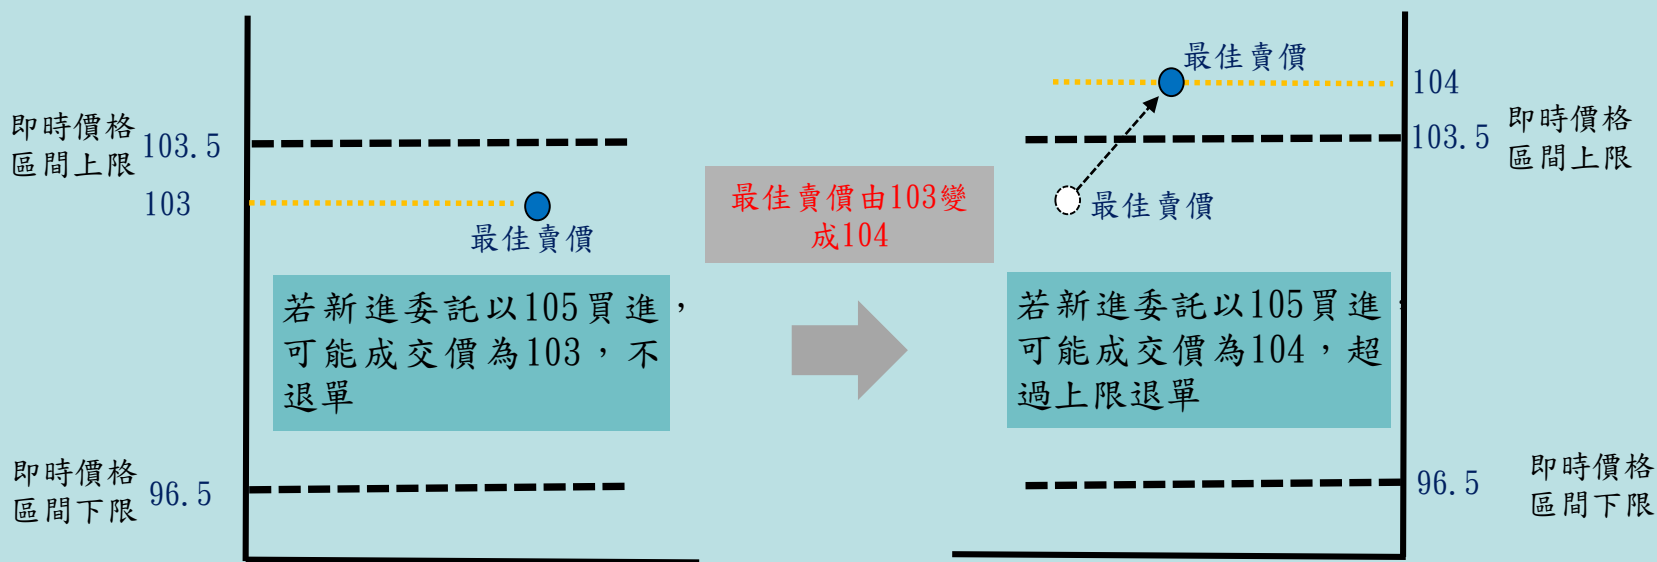 即時價格
區間上限
103.5
103
最佳賣價
若新進委託以105買進，
可能成交價為103，不
退單
即時價格
區間下限
96.5
最佳賣價由103變
成104
最佳賣價
104
103.5
即時價格
區間上限
最佳賣價
若新進委託以105買進，
可能成交價為104，超
過上限退單
96.5
即時價格
區間下限